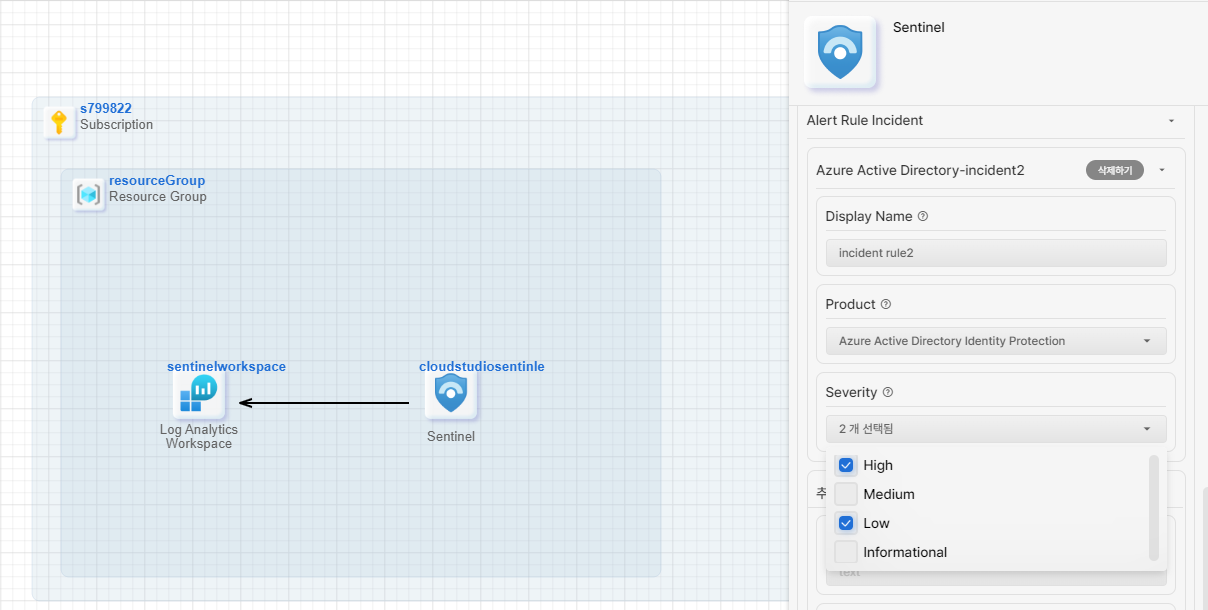 s799822
Subscription
resourceGroup
Resource Group
sentinelworkspace
Log Analytics
Workspace
cloudstudiosentinle
Sentinel
Sentinel
Alert Rule Incident
Azure Active Directory-incident2
삭제하기
Display Name
incident rule2
Product
Azure Active Directory Identity Protection
Severity
2 개 선택됨
High
Medium
Low
Informational
추
text